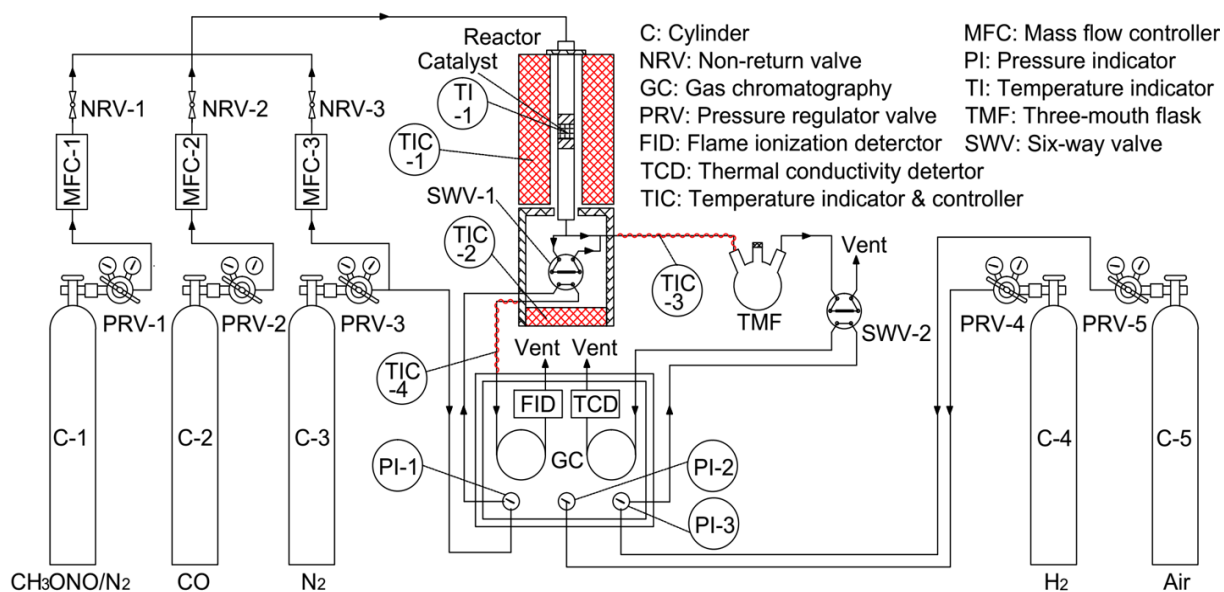 Reactor
Catalyst
TI
-1
TIC
-1
NRV-1
NRV-2
NRV-3
MFC-1
MFC-2
MFC-3
SWV-1
TIC
-2
TIC
-3
TMF
Vent
SWV-2
PRV-1
PRV-2
PRV-3
PRV-4
PRV-5
TIC
-4
Vent
Vent
FID
TCD
GC
PI-1
PI-2
PI-3
C-1
C-2
C-3
C-4
C-5
CH3ONO/N2
CO
N2
H2
Air
C: Cylinder
NRV: Non-return valve
GC: Gas chromatography
PRV: Pressure regulator valve
FID: Flame ionization deterctor
TCD: Thermal conductivity detertor
TIC: Temperature indicator & controller
MFC: Mass flow controller
PI: Pressure indicator
TI: Temperature indicator
TMF: Three-mouth flask
SWV: Six-way valve